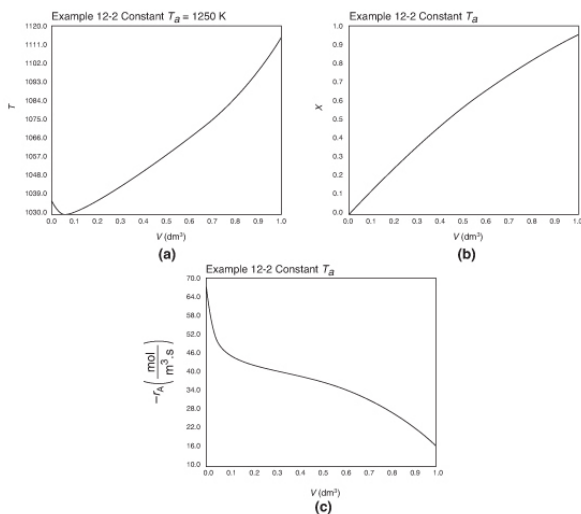 Example 12-2 Constant Ta = 1250 K
1120.0
1111.0
1102.0
1093.0
1084.0
1075.0
1066.0
1057.0
1048.0
1039.0
1030.0
T
0.0 0.1 0.2 0.3 0.4 0.5 0.6 0.7 0.8 0.9 1.0
V (dm³)
(a)
Example 12-2 Constant Ta
1.0
0.9
0.8
0.7
0.6
0.5
0.4
0.3
0.2
0.1
0.0
X
0.0 0.1 0.2 0.3 0.4 0.5 0.6 0.7 0.8 0.9 1.0
V (dm³)
(b)
Example 12-2 Constant Ta
70.0
64.0
58.0
52.0
46.0
40.0
34.0
28.0
24.0
16.0
10.0
–rA (mol / m³.s)
0.0 0.1 0.2 0.3 0.4 0.5 0.6 0.7 0.8 0.9 1.0
V (dm³)
(c)